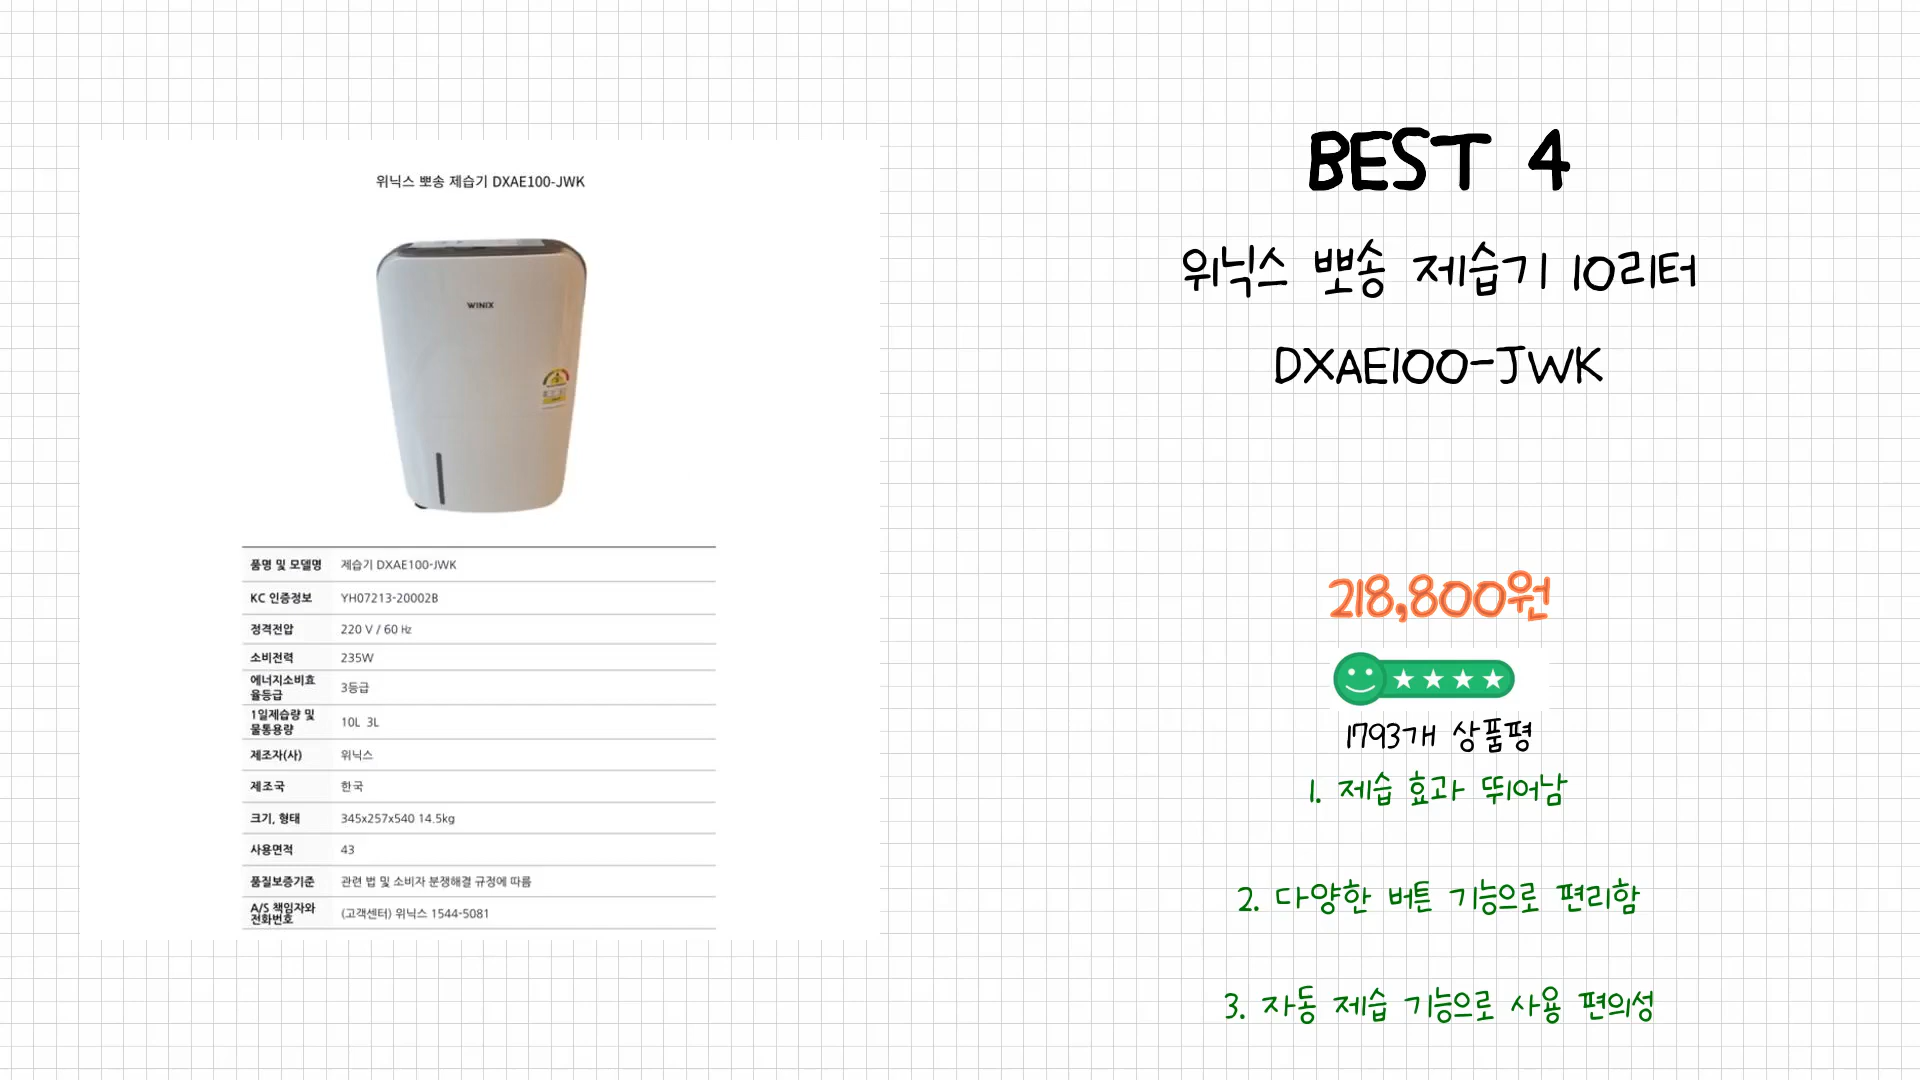 위닉스 뽀송 제습기 DXAE100-JWK
WINIX
품명 및 모델명 제습기 DXAE100-JWK
KC 인증정보 YH07213-20002B
정격전압 220 V / 60 Hz
소비전력 235W
에너지소비효
율등급 3등급
1일제습량 및
물통용량 10L 3L
제조자(사) 위닉스
제조국 한국
크기, 형태 345x257x540 14.5kg
사용면적 43
품질보증기준 관련 법 및 소비자 분쟁해결 규정에 따름
A/S 책임자와
전화번호 (고객센터) 위닉스 1544-5081
BEST 4
위닉스 뽀송 제습기 10리터
DXAE100-JWK
218,800원
1793개 상품평
1. 제습 효과 뛰어남
2. 다양한 버튼 기능으로 편리함
3. 자동 제습 기능으로 사용 편의성